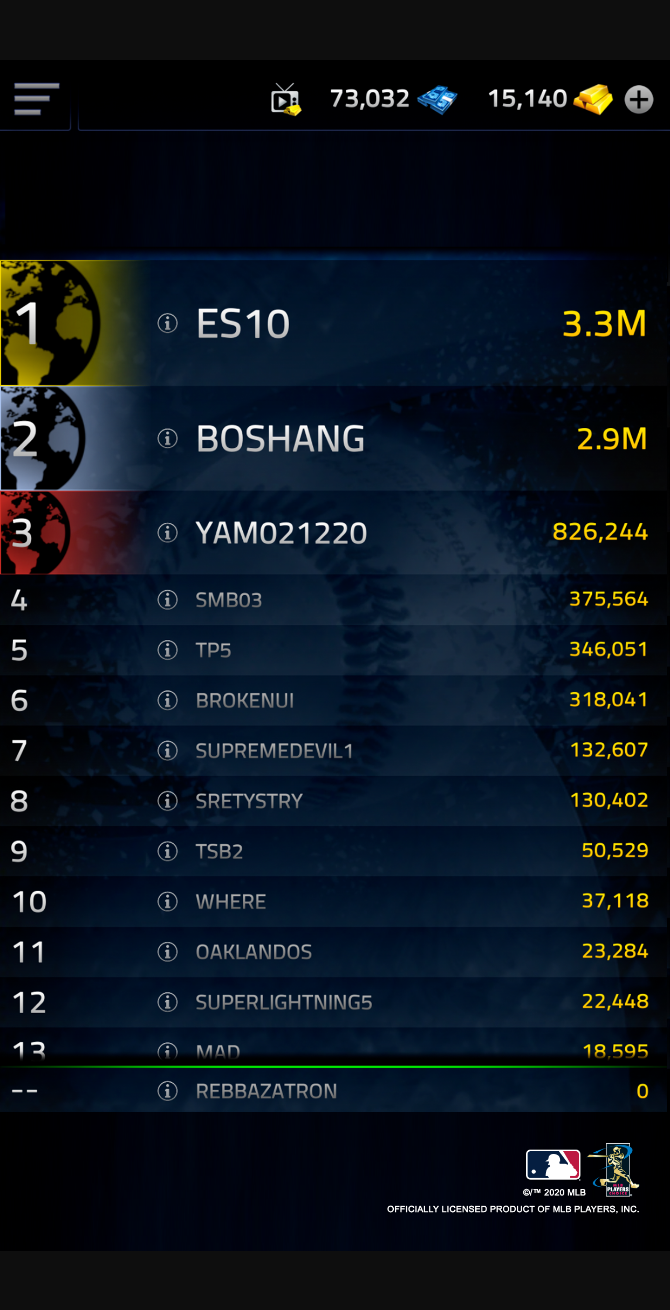 73,032 15,140
1 ES10 3.3M
2 BOSHANG 2.9M
3 YAM021220 826,244
4 SMB03 375,564
5 TP5 346,051
6 BROKENUI 318,041
7 SUPREMEDEVIL1 132,607
8 SRETYSTRY 130,402
9 TSB2 50,529
10 WHERE 37,118
11 OAKLANDOS 23,284
12 SUPERLIGHTNING5 22,448
13 MAD 18,595
-- REBBAZATRON 0
PLAYERS
©/™ 2020 MLB
OFFICIALLY LICENSED PRODUCT OF MLB PLAYERS, INC.